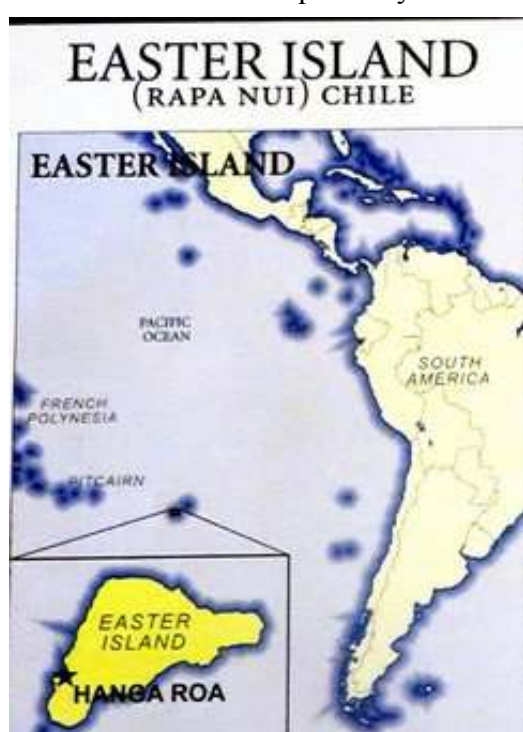 EASTER ISLAND
(RAPA NUI) CHILE
EASTER ISLAND
PACIFIC
OCEAN
SOUTH
AMERICA
FRENCH
POLYNESIA
PITCAIRN
EASTER
ISLAND
HANGA ROA